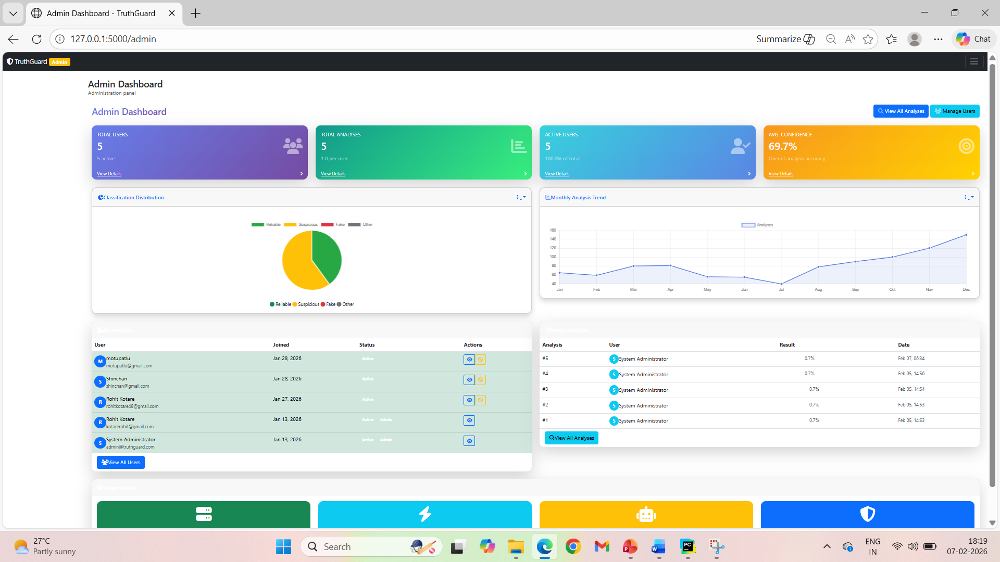 Admin Dashboard - TruthGuard
127.0.0.1:5000/admin
Summarize
Chat
TruthGuard Admin
Admin Dashboard
Administration panel
Admin Dashboard
View All Analyses
Manage Users
TOTAL USERS
5
5 active
View Details
TOTAL ANALYSES
5
1.0 per user
View Details
ACTIVE USERS
5
100.0% of total
View Details
AVG. CONFIDENCE
69.7%
Overall analysis accuracy
View Details
Classification Distribution
Reliable Suspicious Fake Other
Reliable Suspicious Fake Other
Monthly Analysis Trend
Analyses
160
140
120
100
80
60
40
Jan Feb Mar Apr May Jun Jul Aug Sep Oct Nov Dec
Recent Users
User Joined Status Actions
M motupatlu Jan 28, 2026 Active
motupatlu@gmail.com
S Shinchan Jan 28, 2026 Active
shinchan@gmail.com
R Rohit Kotare Jan 27, 2026 Active
rohitkotare48@gmail.com
R Rohit Kotare Jan 13, 2026 Active Admin
kotarerohit@gmail.com
S System Administrator Jan 13, 2026 Active Admin
admin@truthguard.com
View All Users
Recent Analyses
Analysis User Result Date
#5 S System Administrator 0.7% Feb 07, 06:34
#4 S System Administrator 0.7% Feb 05, 14:56
#3 S System Administrator 0.7% Feb 05, 14:54
#2 S System Administrator 0.7% Feb 05, 14:53
#1 S System Administrator 0.7% Feb 05, 14:53
View All Analyses
System Status
27°C
Partly sunny
Search
ENG
IN
18:19
07-02-2026